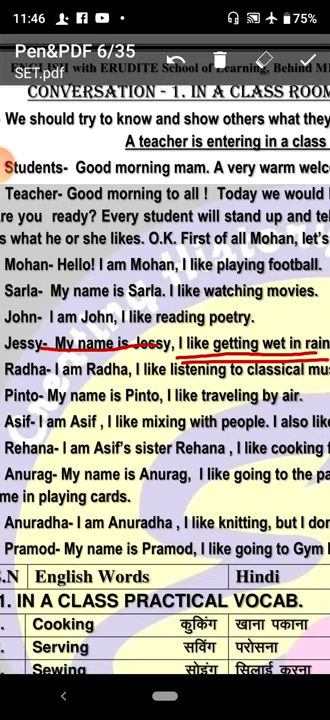 11:46
75%
Pen&PDF 6/35
SET.pdf
ENGLISH with ERUDITE School of Learning, Behind
CONVERSATION - 1. IN A CLASS ROOM
We should try to know and show others what they
A teacher is entering in a class
Students- Good morning mam. A very warm welc
Teacher- Good morning to all ! Today we would l
are you ready? Every student will stand up and tel
s what he or she likes. O.K. First of all Mohan, let's
Mohan- Hello! I am Mohan, I like playing football.
Sarla- My name is Sarla. I like watching movies.
John- I am John, I like reading poetry.
Jessy- My name is Jessy, I like getting wet in rain
Radha- I am Radha, I like listening to classical mus
Pinto- My name is Pinto, I like traveling by air.
Asif- I am Asif , I like mixing with people. I also like
Rehana- I am Asif's sister Rehana , I like cooking f
Anurag- My name is Anurag, I like going to the pa
me in playing cards.
Anuradha- I am Anuradha , I like knitting, but I don
Pramod- My name is Pramod, I like going to Gym
S.N English Words Hindi
1. IN A CLASS PRACTICAL VOCAB.
Cooking कुकिंग खाना पकाना
Serving सर्विंग परोसना
Sewing सोइंग सिलाई करना